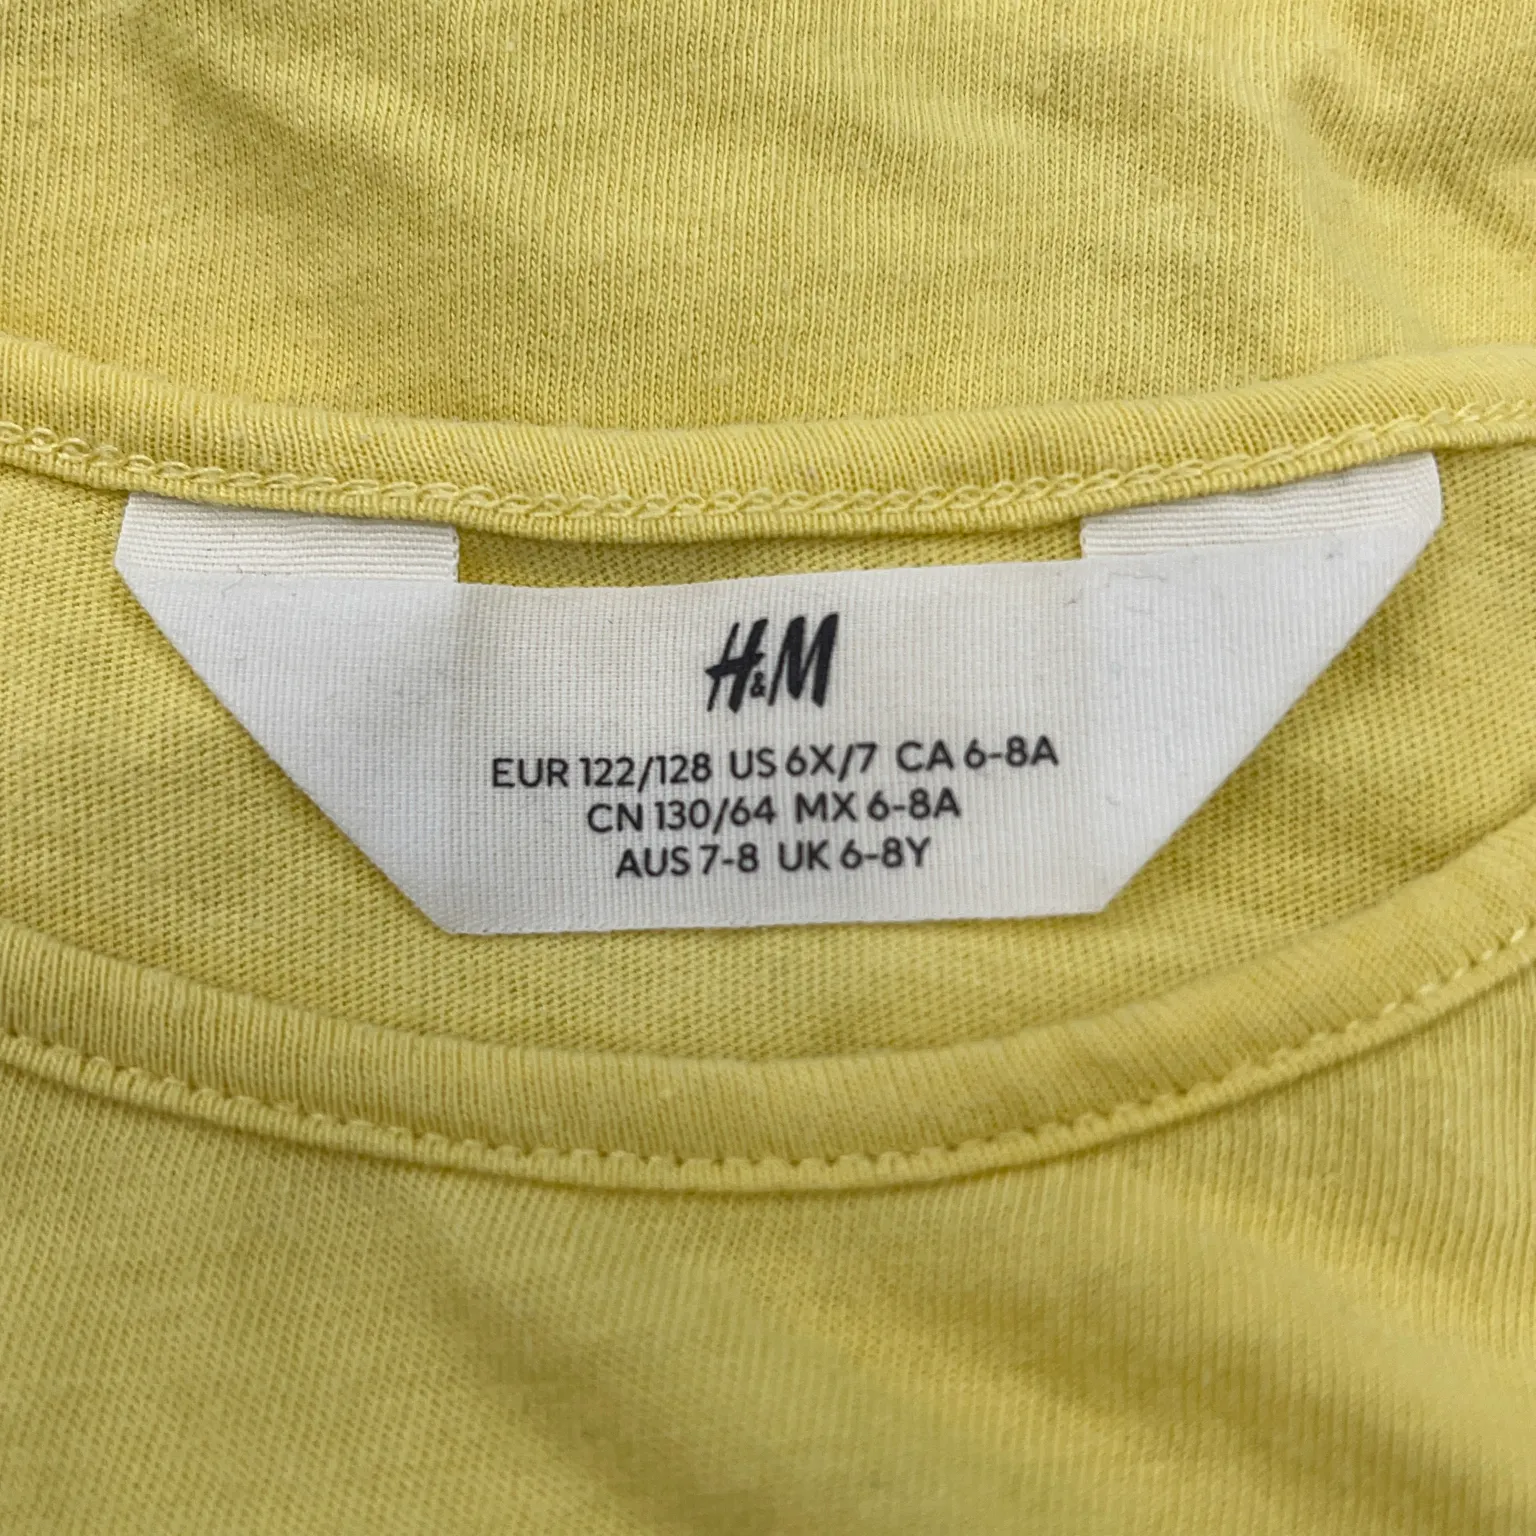 H&M
EUR 122/128 US 6X/7 CA 6-8A
CN 130/64 MX 6-8A
AUS 7-8 UK 6-8Y